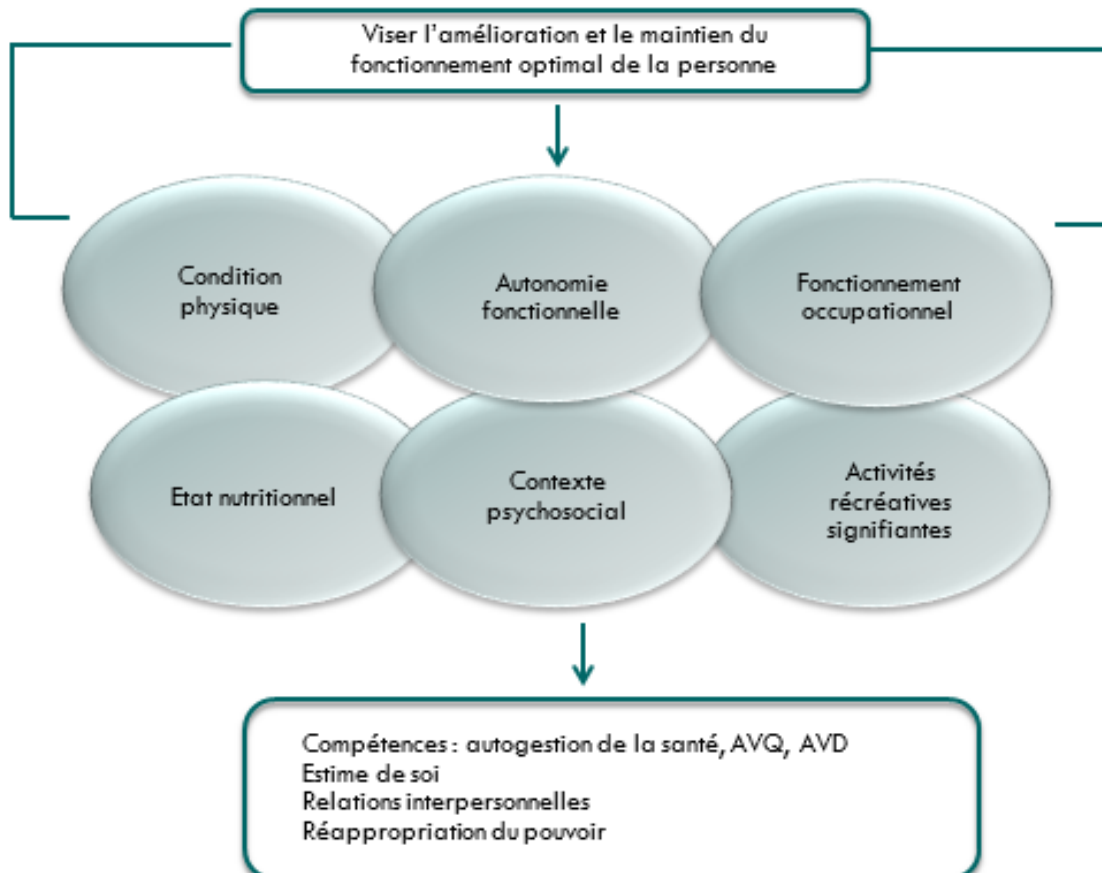 Viser l'amélioration et le maintien du
fonctionnement optimal de la personne
Condition
physique
Autonomie
fonctionnelle
Fonctionnement
occupationnel
Etat nutritionnel
Contexte
psychosocial
Activités
récréatives
signifiantes
Compétences : autogestion de la santé, AVQ, AVD
Estime de soi
Relations interpersonnelles
Réappropriation du pouvoir